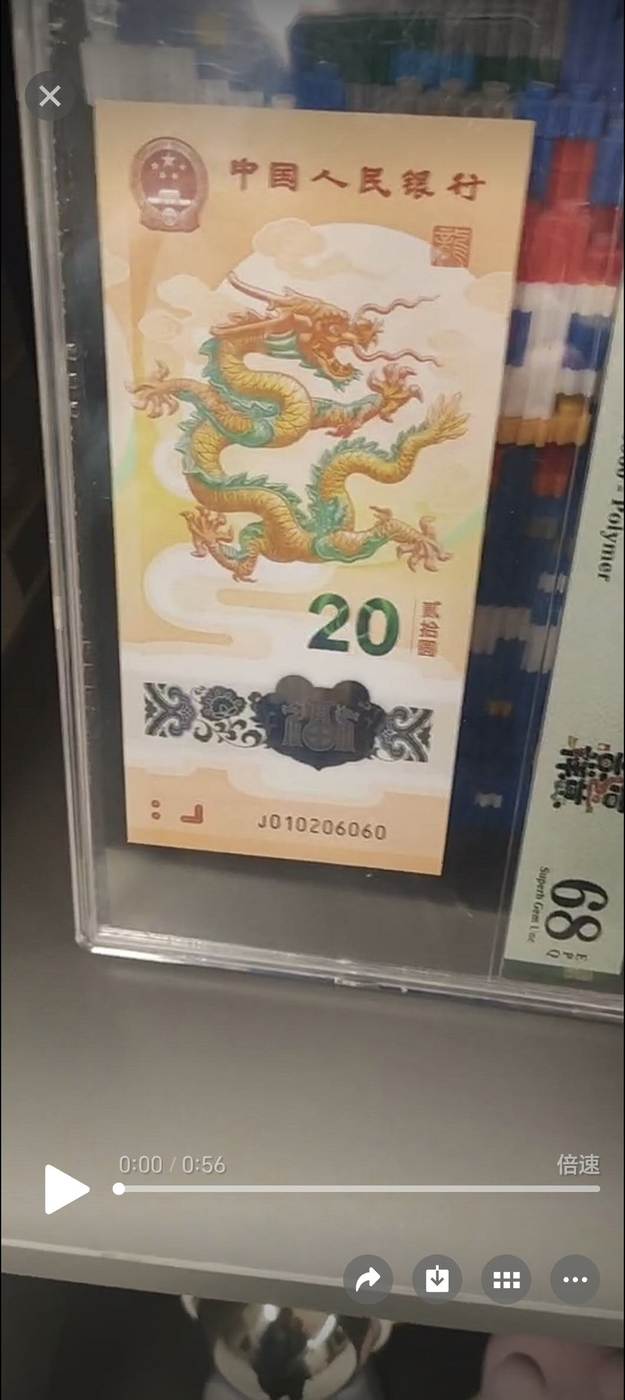 中国人民银行
龍
20
贰拾圆
J010206060
Polymer
68
EPQ
Superb Gem Unc
0:00 / 0:56
倍速